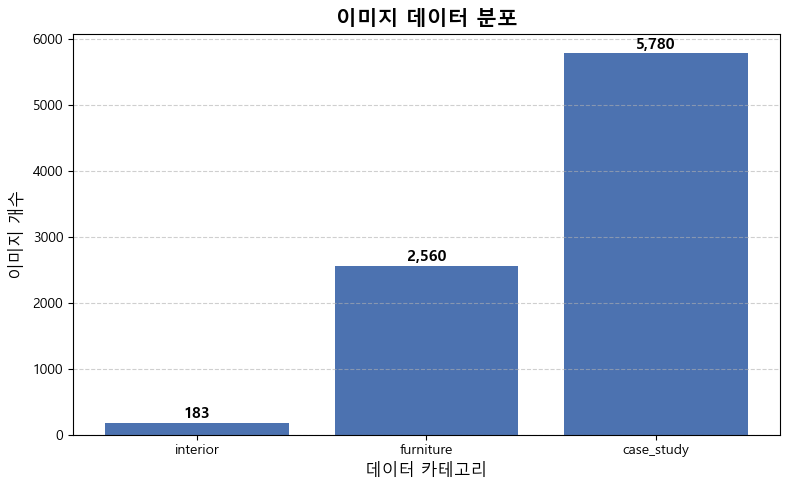 이미지 데이터 분포
이미지 개수
6000
5000
4000
3000
2000
1000
0
183
2,560
5,780
interior
furniture
case_study
데이터 카테고리